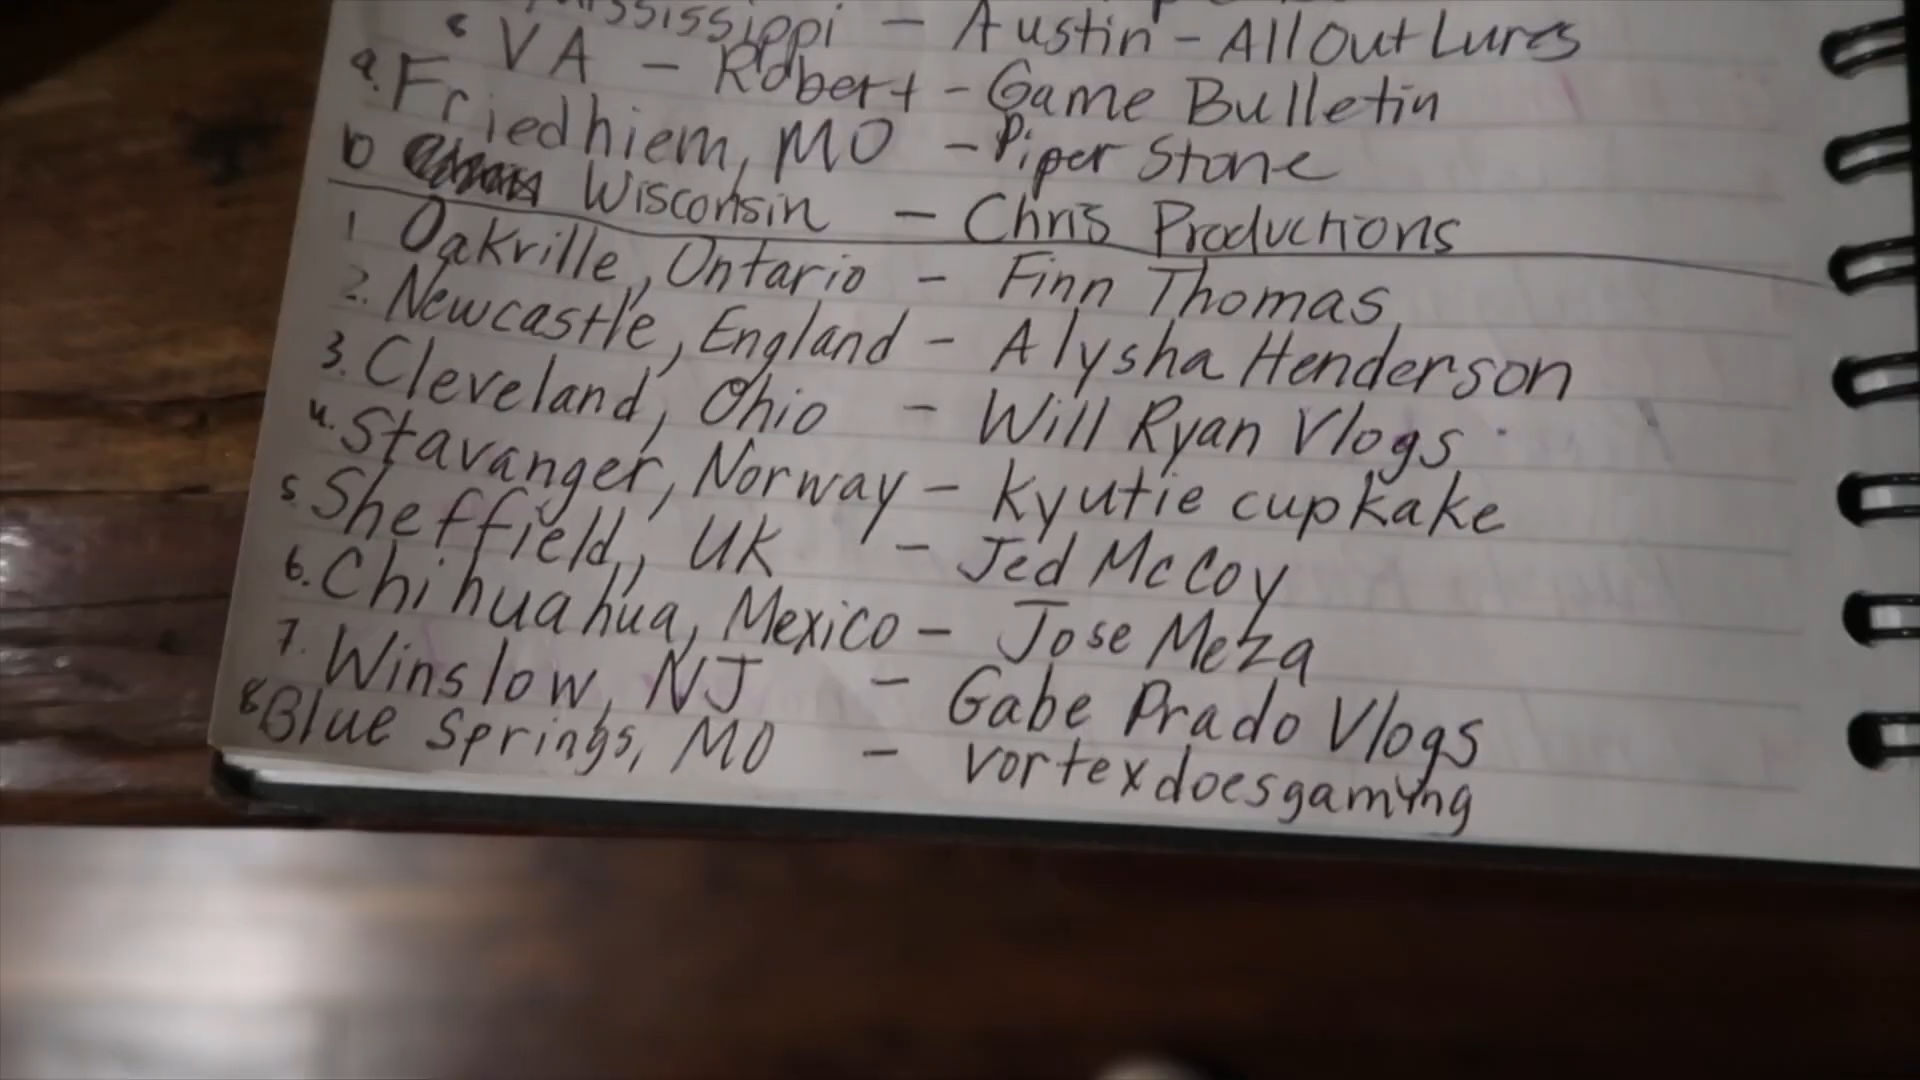 Mississippi - Austin - All Out Lures
8 VA - Robert - Game Bulletin
9. Friedhiem, MO - Piper Stone
10 Wisconsin - Chris Productions
1 Oakville, Ontario - Finn Thomas
2. Newcastle, England - Alysha Henderson
3. Cleveland, Ohio - Will Ryan Vlogs
4. Stavanger, Norway - Kyutie cupkake
5. Sheffield, UK - Jed McCoy
6. Chihuahua, Mexico - Jose Meza
7. Winslow, NJ - Gabe Prado Vlogs
8 Blue Springs, MO - vortexdoesgaming